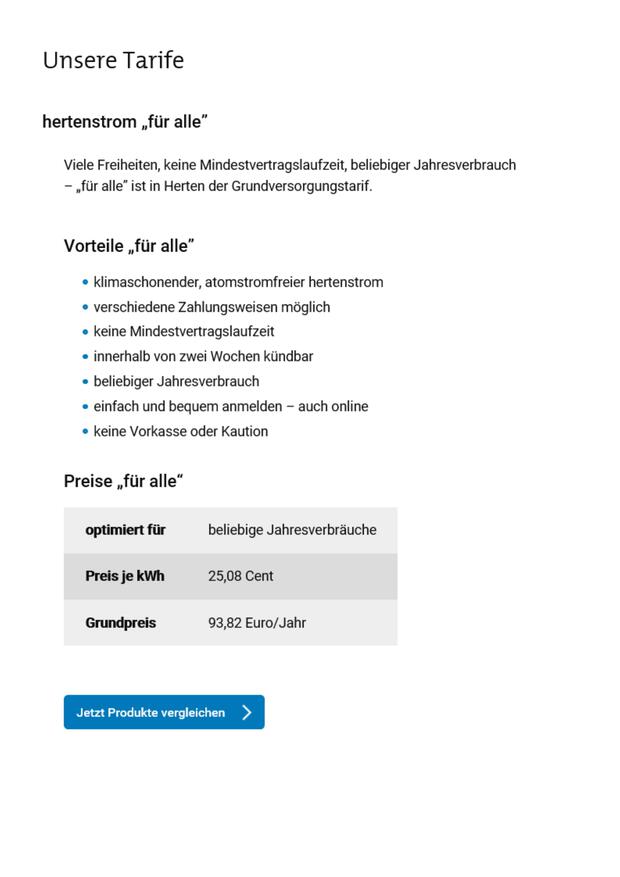 Unsere Tarife
hertenstrom „für alle”
Viele Freiheiten, keine Mindestvertragslaufzeit, beliebiger Jahresverbrauch
– „für alle” ist in Herten der Grundversorgungstarif.
Vorteile „für alle”
klimaschonender, atomstromfreier hertenstrom
verschiedene Zahlungsweisen möglich
keine Mindestvertragslaufzeit
innerhalb von zwei Wochen kündbar
beliebiger Jahresverbrauch
einfach und bequem anmelden – auch online
keine Vorkasse oder Kaution
Preise „für alle“
optimiert für beliebige Jahresverbräuche
Preis je kWh 25,08 Cent
Grundpreis 93,82 Euro/Jahr
Jetzt Produkte vergleichen